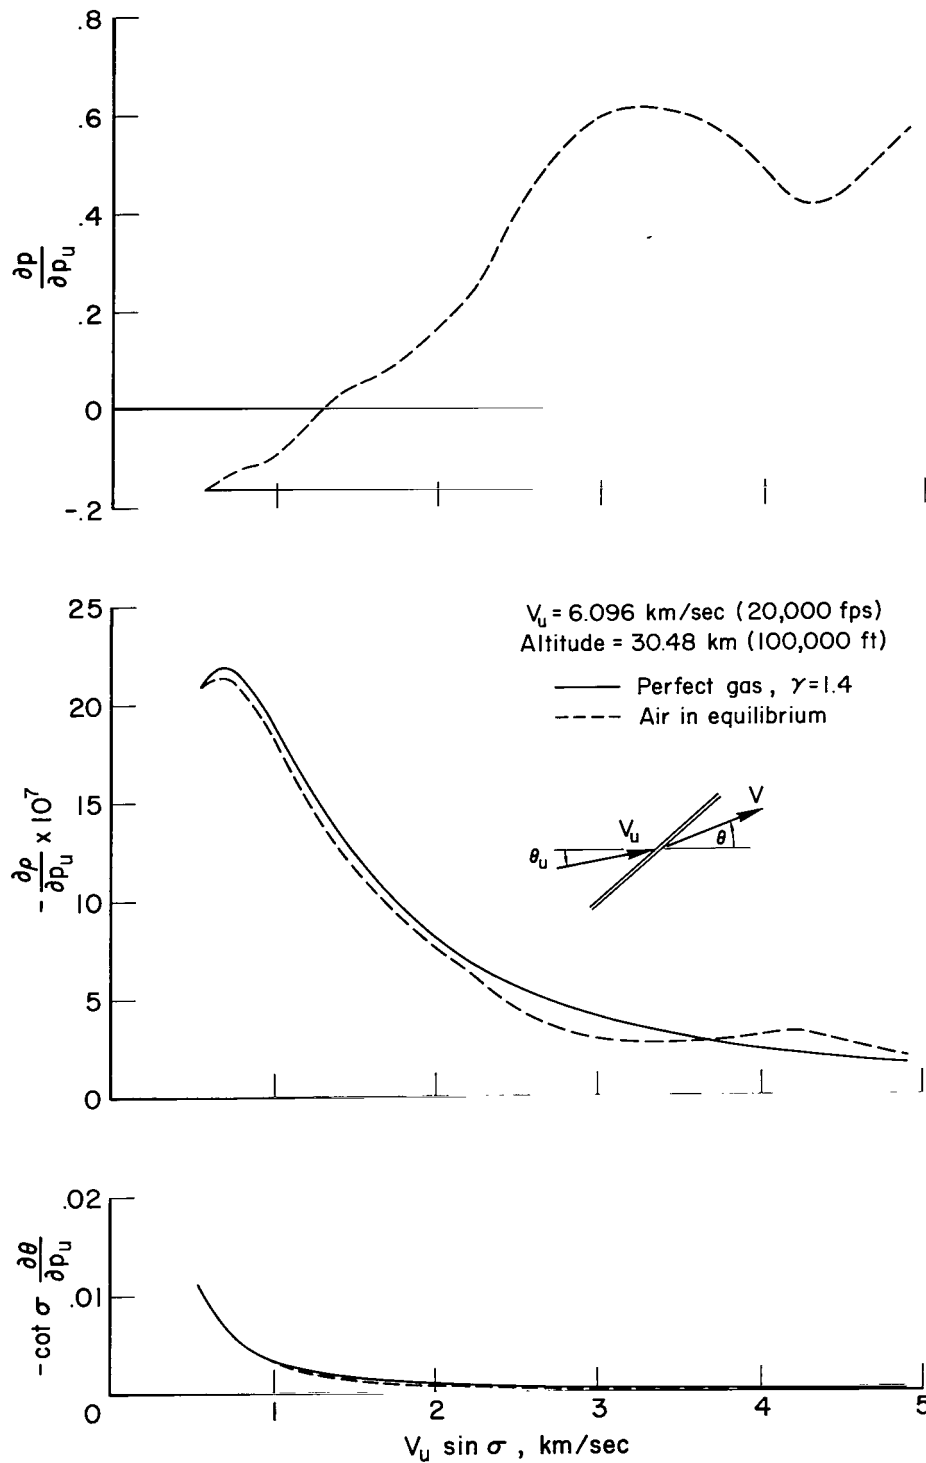 .8
.6
.4
∂p/∂p_u
.2
0
-.2
25
V_u = 6.096 km/sec (20,000 fps)
Altitude = 30.48 km (100,000 ft)
20
Perfect gas, γ=1.4
Air in equilibrium
15
V
V_u
-∂ρ/∂p_u × 10^7
θ
θ_u
10
5
0
.02
-cot σ ∂θ/∂p_u
.01
0
1 2 3 4 5
V_u sin σ, km/sec